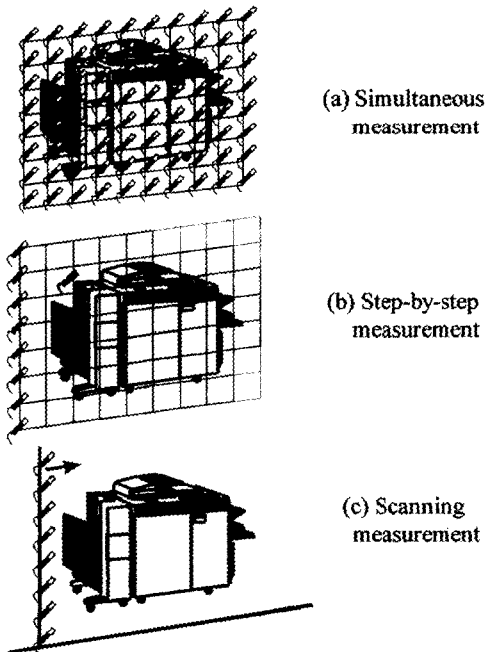 (a) Simultaneous
measurement
(b) Step-by-step
measurement
(c) Scanning
measurement